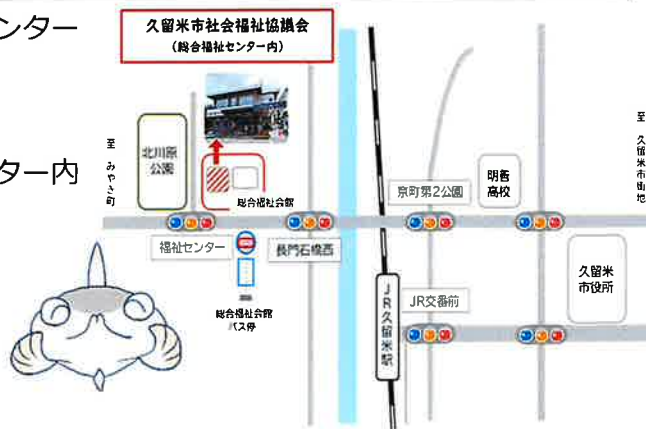 ンター
久留米市社会福祉協議会
(総合福祉センター内)
至 みやき町
北川原
公園
ター内
総合福祉会館
京町第2公園
明善
高校
至 久留米市街地
福祉センター
長門石橋西
総合福祉会館
バス停
JR久留米駅
JR交番前
久留米
市役所